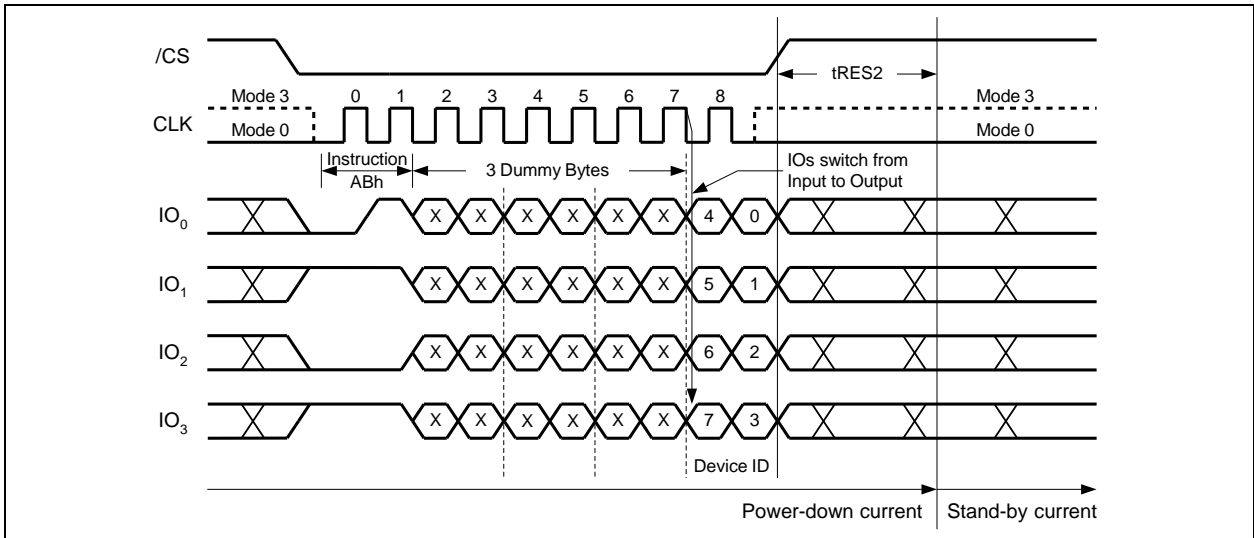 /CS
tRES2
Mode 3 0 1 2 3 4 5 6 7 8 Mode 3
CLK
Mode 0 Mode 0
Instruction ABh
3 Dummy Bytes
IOs switch from
Input to Output
IO0 X X X X X X 4 0
IO1 X X X X X X 5 1
IO2 X X X X X X 6 2
IO3 X X X X X X 7 3
Device ID
Power-down current Stand-by current